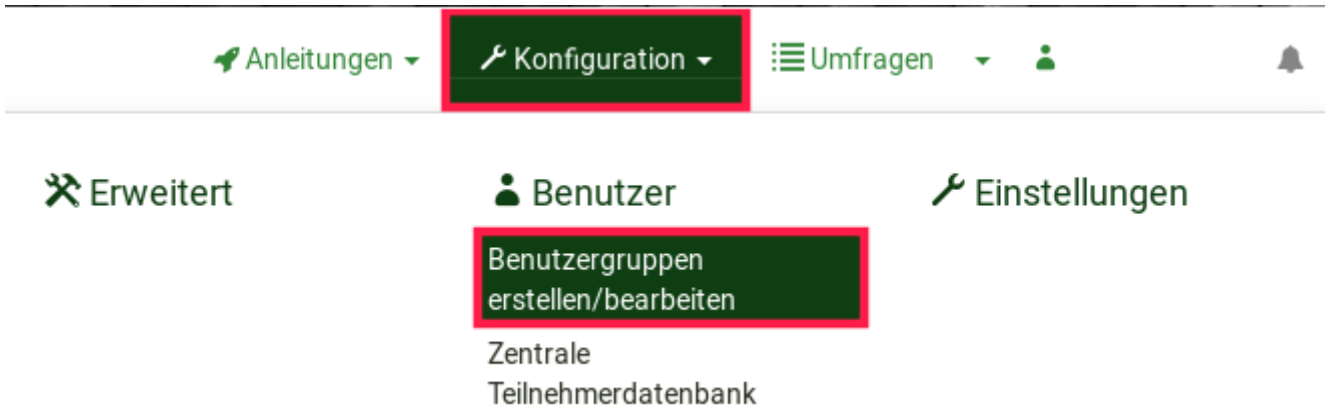 Anleitungen Konfiguration Umfragen
Erweitert Benutzer Einstellungen
Benutzergruppen
erstellen/bearbeiten
Zentrale
Teilnehmerdatenbank